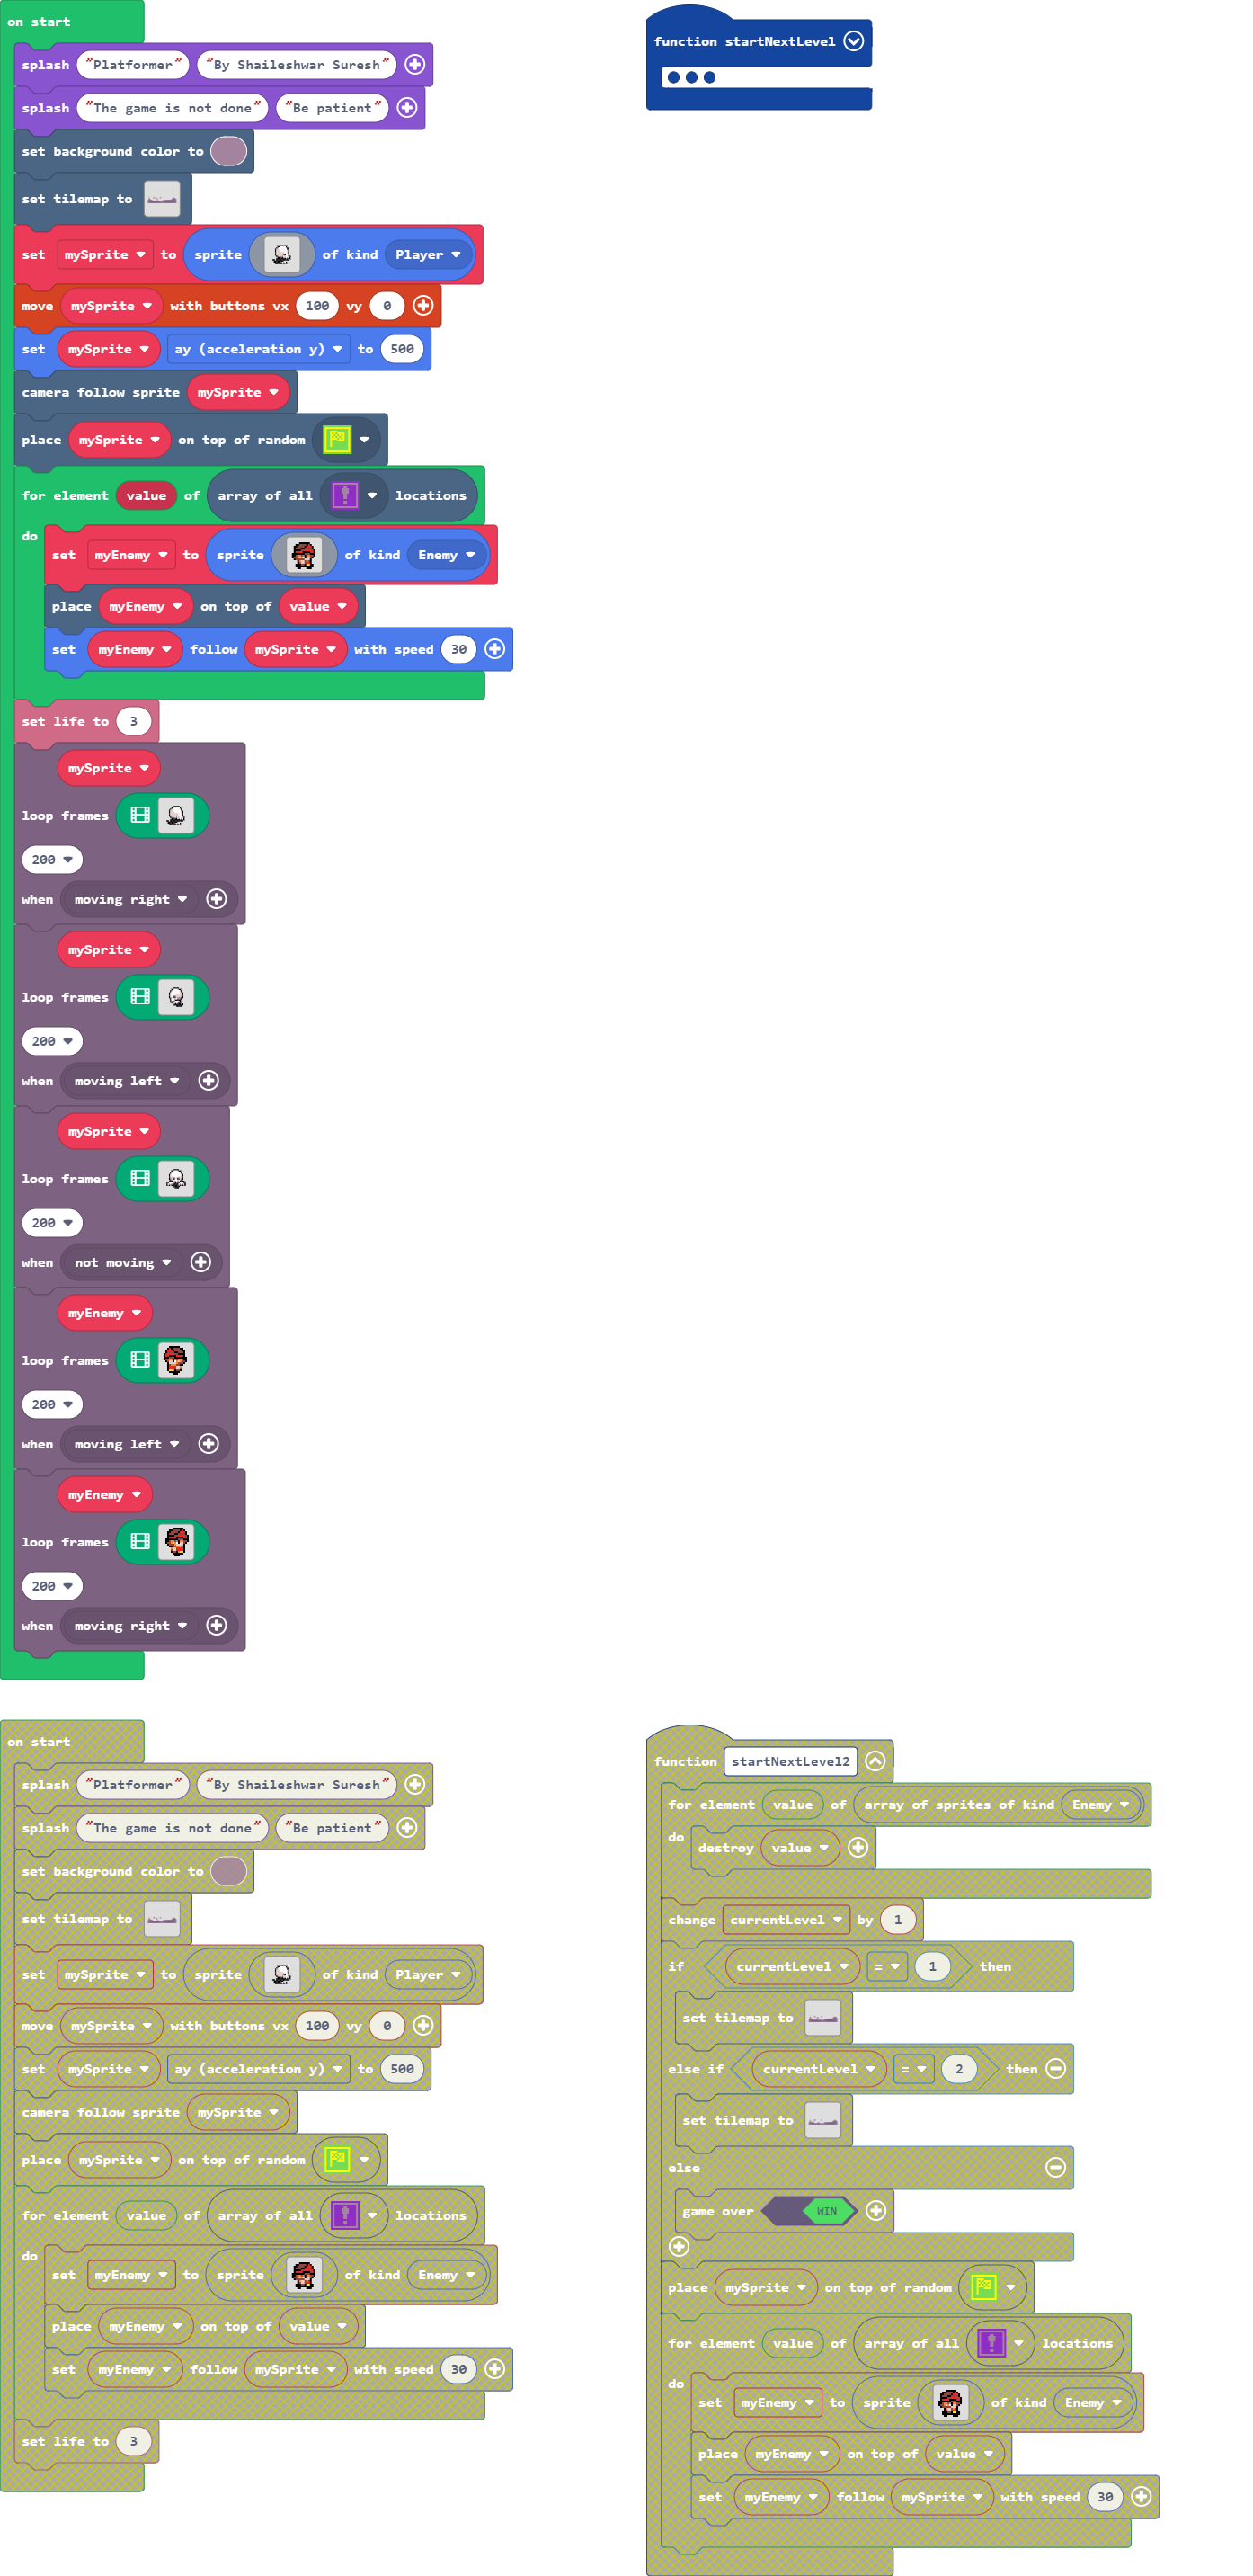 on start
splash "Platformer" "By Shaileshwar Suresh"
splash "The game is not done" "Be patient"
set background color to
set tilemap to
set mySprite to sprite of kind Player
move mySprite with buttons vx 100 vy 0
set mySprite ay (acceleration y) to 500
camera follow sprite mySprite
place mySprite on top of random
for element value of array of all locations
do
set myEnemy to sprite of kind Enemy
place myEnemy on top of value
set myEnemy follow mySprite with speed 30
set life to 3
mySprite
loop frames
200
when moving right
mySprite
loop frames
200
when moving left
mySprite
loop frames
200
when not moving
myEnemy
loop frames
200
when moving left
myEnemy
loop frames
200
when moving right
function startNextLevel
on start
splash "Platformer" "By Shaileshwar Suresh"
splash "The game is not done" "Be patient"
set background color to
set tilemap to
set mySprite to sprite of kind Player
move mySprite with buttons vx 100 vy 0
set mySprite ay (acceleration y) to 500
camera follow sprite mySprite
place mySprite on top of random
for element value of array of all locations
do
set myEnemy to sprite of kind Enemy
place myEnemy on top of value
set myEnemy follow mySprite with speed 30
set life to 3
function startNextLevel2
for element value of array of sprites of kind Enemy
do
destroy value
change currentLevel by 1
if currentLevel = 1 then
set tilemap to
else if currentLevel = 2 then
set tilemap to
else
game over WIN
place mySprite on top of random
for element value of array of all locations
do
set myEnemy to sprite of kind Enemy
place myEnemy on top of value
set myEnemy follow mySprite with speed 30